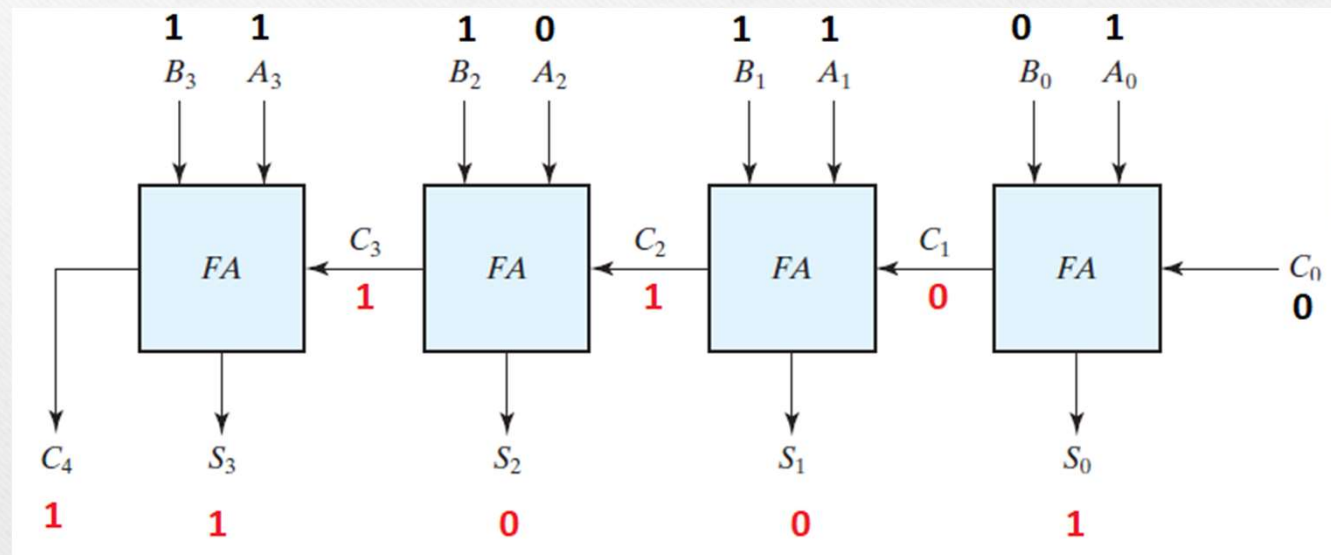 1 1 1 0 1 1 0 1
B₃ A₃ B₂ A₂ B₁ A₁ B₀ A₀
C₃ C₂ C₁
FA FA FA FA C₀
1 1 0 0
C₄ S₃ S₂ S₁ S₀
1 1 0 0 1